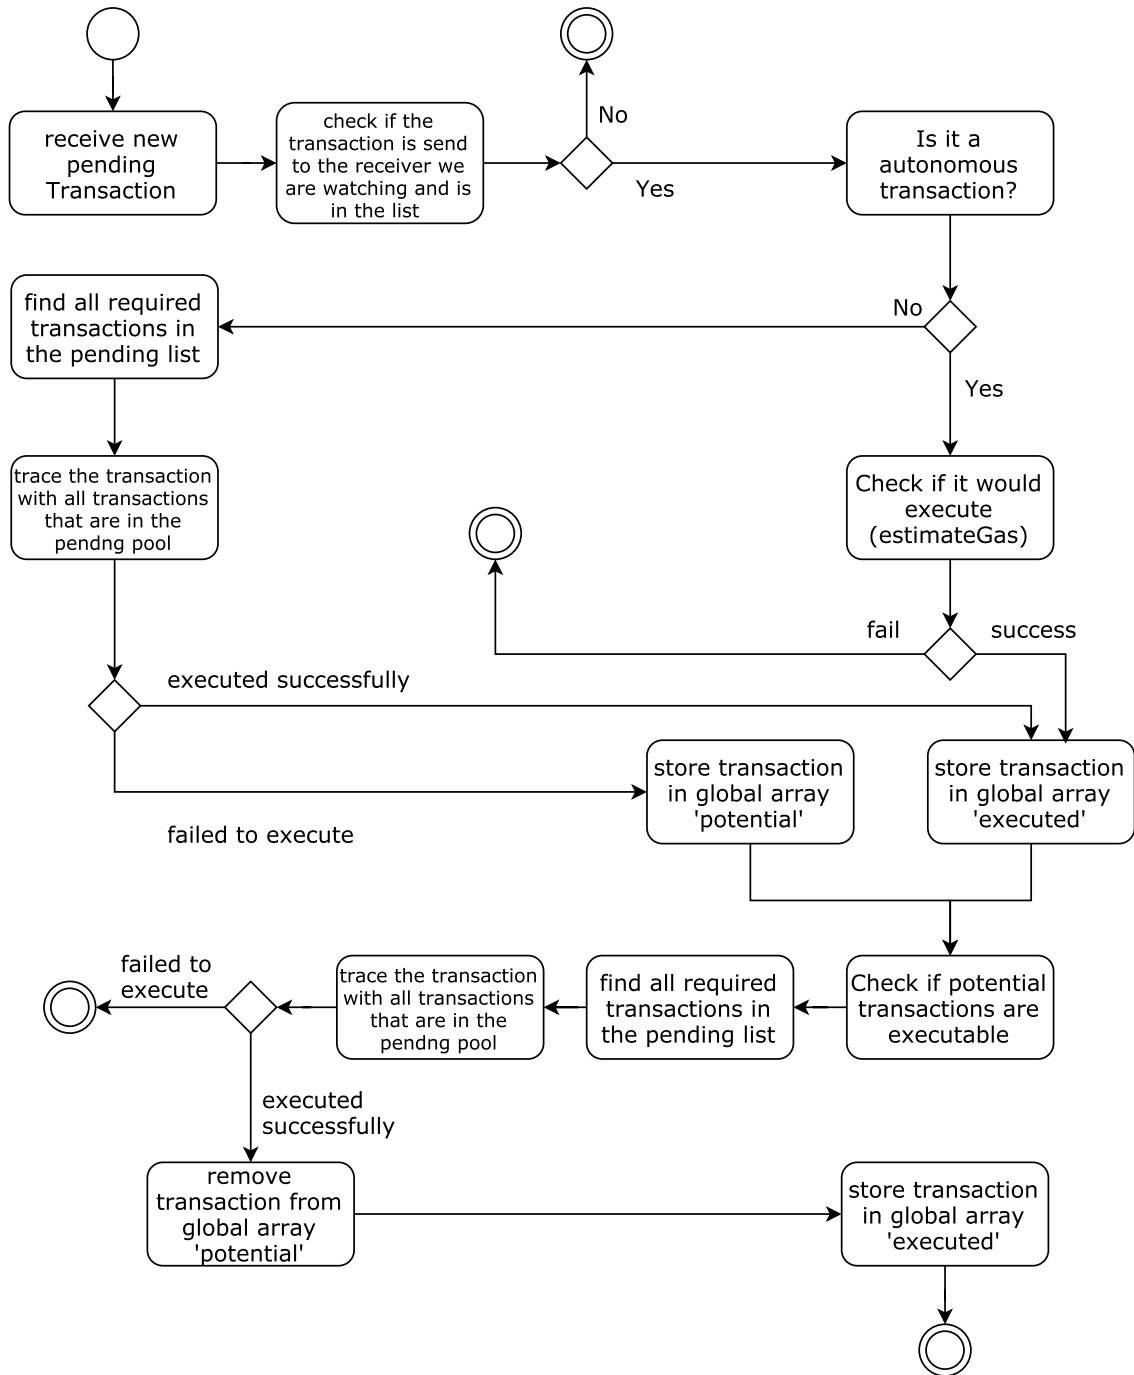 receive new
pending
Transaction
check if the
transaction is send
to the receiver we
are watching and is
in the list
No
Yes
Is it a
autonomous
transaction?
find all required
transactions in
the pending list
No
Yes
trace the transaction
with all transactions
that are in the
pendng pool
Check if it would
execute
(estimateGas)
fail
success
executed successfully
store transaction
in global array
'potential'
store transaction
in global array
'executed'
failed to execute
failed to
execute
trace the transaction
with all transactions
that are in the
pendng pool
find all required
transactions in
the pending list
Check if potential
transactions are
executable
executed
successfully
remove
transaction from
global array
'potential'
store transaction
in global array
'executed'